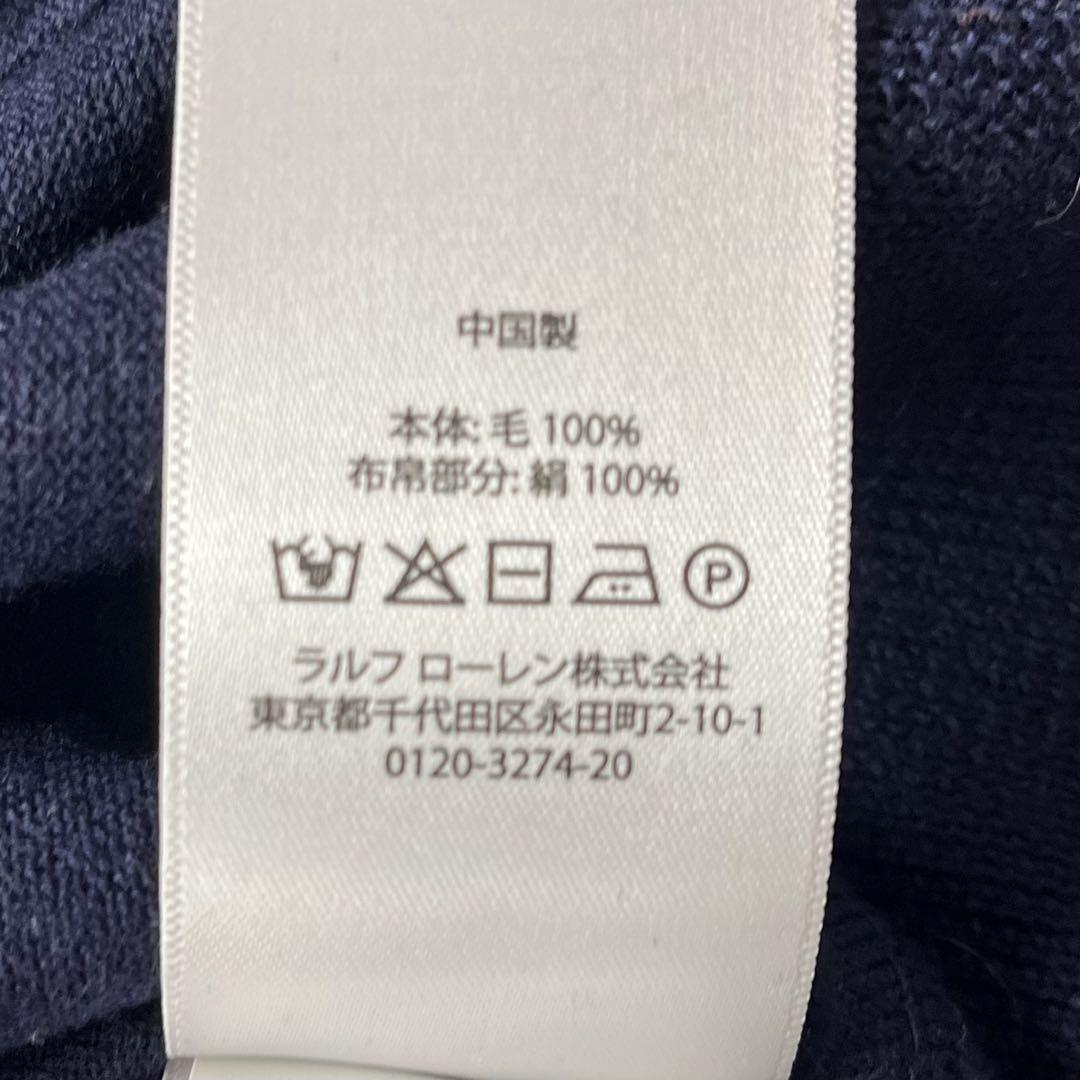 中国製
本体: 毛 100%
布帛部分: 絹 100%
P
ラルフ ローレン株式会社
東京都千代田区永田町2-10-1
0120-3274-20